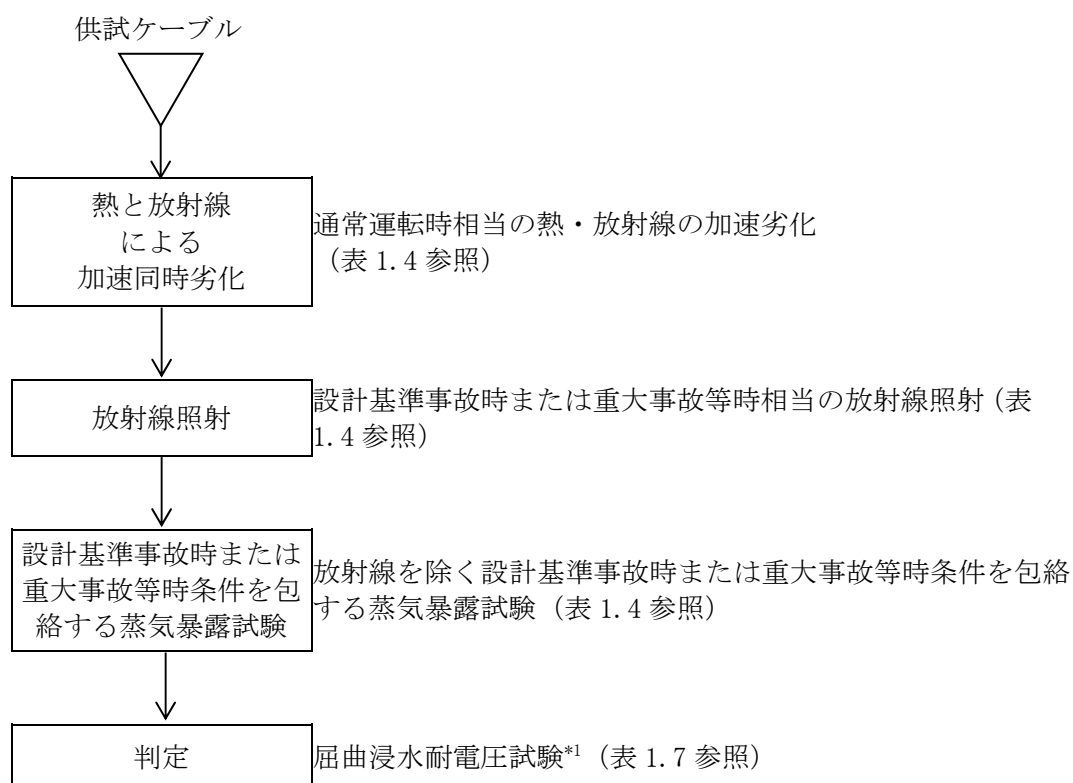 供試ケーブル
熱と放射線
による
加速同時劣化
通常運転時相当の熱・放射線の加速劣化
（表 1.4 参照）
放射線照射
設計基準事故時または重大事故等時相当の放射線照射（表
1.4 参照）
設計基準事故時または
重大事故等時条件を包
絡する蒸気暴露試験
放射線を除く設計基準事故時または重大事故等時条件を包絡
する蒸気暴露試験（表 1.4 参照）
判定
屈曲浸水耐電圧試験*1（表 1.7 参照）